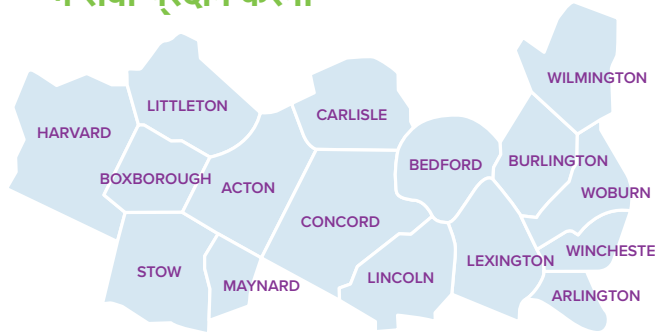 WILMINGTON
LITTLETON
CARLISLE
HARVARD
BEDFORD
BURLINGTON
BOXBOROUGH
ACTON
WOBURN
CONCORD
WINCHESTE
LEXINGTON
STOW
LINCOLN
MAYNARD
ARLINGTON